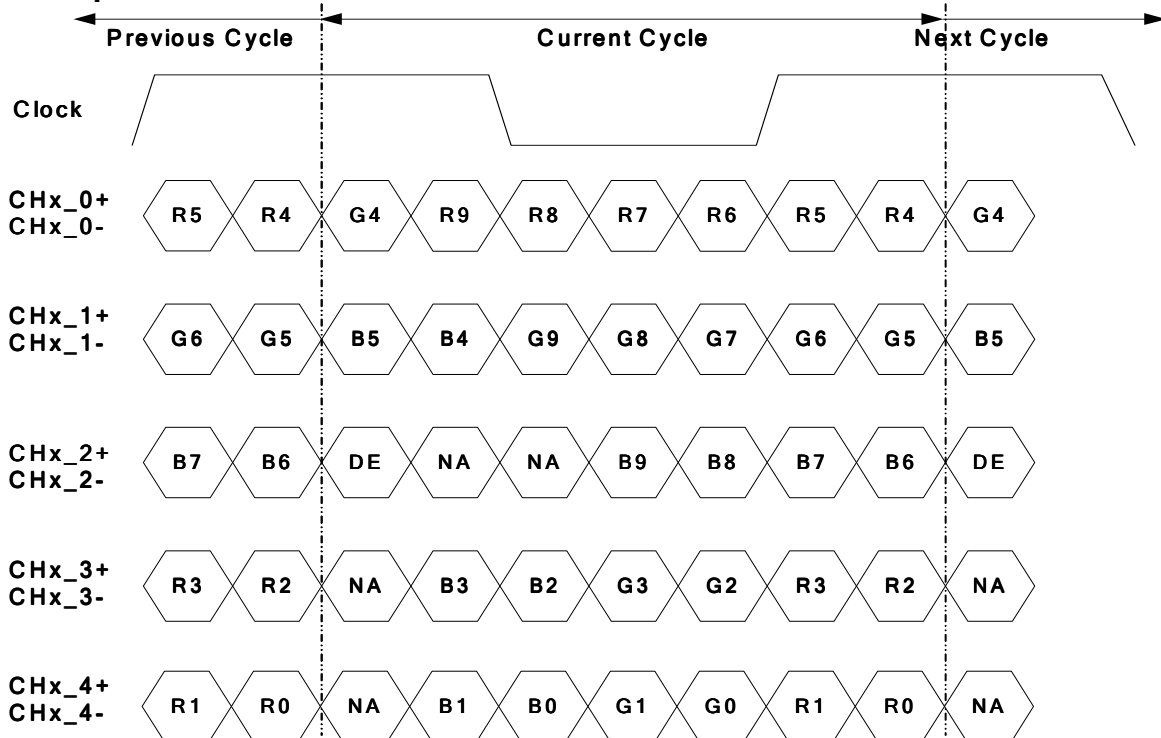 Previous Cycle Current Cycle Next Cycle
Clock
CHx_0+
CHx_0-
R5 R4 G4 R9 R8 R7 R6 R5 R4 G4
CHx_1+
CHx_1-
G6 G5 B5 B4 G9 G8 G7 G6 G5 B5
CHx_2+
CHx_2-
B7 B6 DE NA NA B9 B8 B7 B6 DE
CHx_3+
CHx_3-
R3 R2 NA B3 B2 G3 G2 R3 R2 NA
CHx_4+
CHx_4-
R1 R0 NA B1 B0 G1 G0 R1 R0 NA